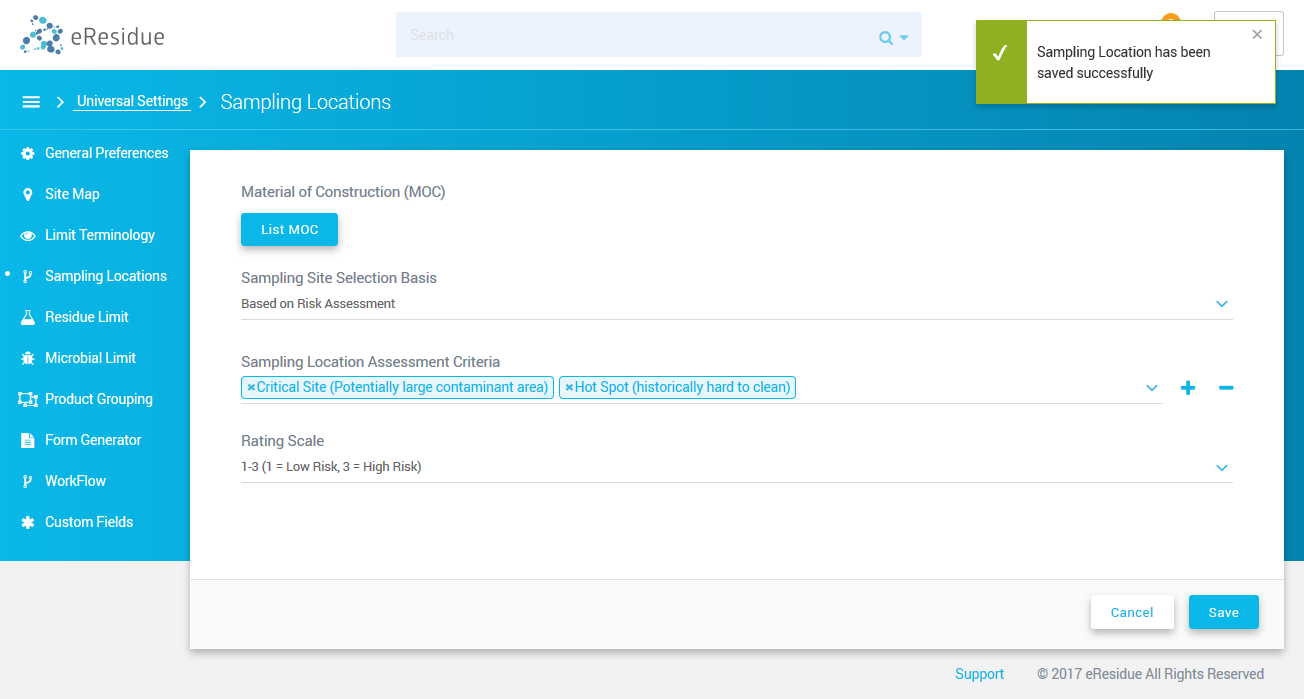 eResidue
Search
Sampling Location has been
saved successfully
Universal Settings
Sampling Locations
General Preferences
Site Map
Limit Terminology
Sampling Locations
Residue Limit
Microbial Limit
Product Grouping
Form Generator
WorkFlow
Custom Fields
Material of Construction (MOC)
List MOC
Sampling Site Selection Basis
Based on Risk Assessment
Sampling Location Assessment Criteria
×Critical Site (Potentially large contaminant area) ×Hot Spot (historically hard to clean)
Rating Scale
1-3 (1 = Low Risk, 3 = High Risk)
Cancel Save
Support © 2017 eResidue All Rights Reserved